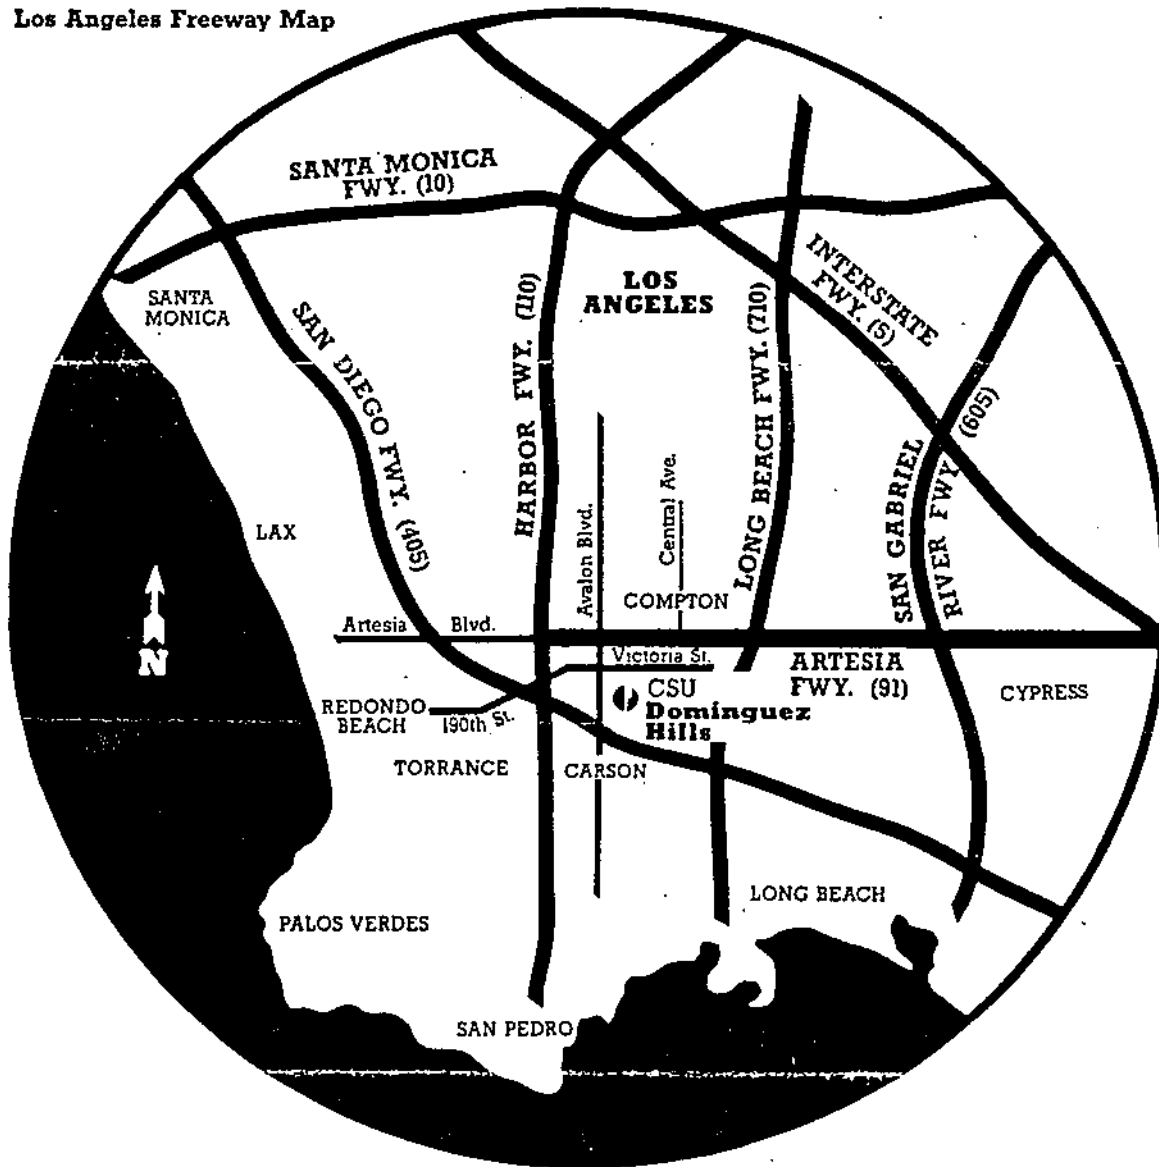 Los Angeles Freeway Map
SANTA MONICA
FWY. (10)
SANTA
MONICA
LOS
ANGELES
INTERSTATE
FWY. (5)
SAN DIEGO FWY. (405)
HARBOR FWY. (110)
LONG BEACH FWY. (710)
SAN GABRIEL
RIVER FWY. (605)
LAX
Avalon Blvd.
Central Ave.
COMPTON
N
Artesia Blvd.
Victoria St.
ARTESIA
FWY. (91)
CYPRESS
REDONDO
BEACH
190th St.
CSU
Dominguez
Hills
TORRANCE
CARSON
LONG BEACH
PALOS VERDES
SAN PEDRO